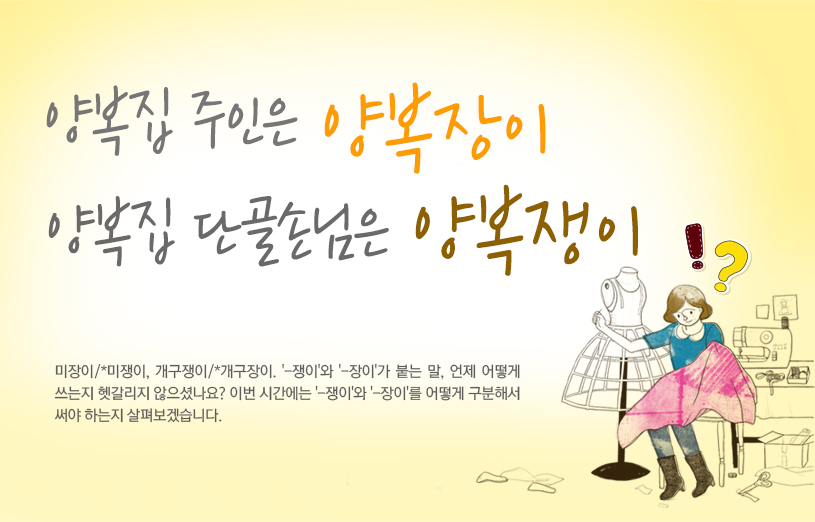 양복집 주인은 양복장이
양복집 단골손님은 양복쟁이
!?
미장이/*미쟁이, 개구쟁이/*개구장이. '–쟁이'와 '–장이'가 붙는 말, 언제 어떻게
쓰는지 헷갈리지 않으셨나요? 이번 시간에는 '–쟁이'와 '–장이'를 어떻게 구분해서
써야 하는지 살펴보겠습니다.